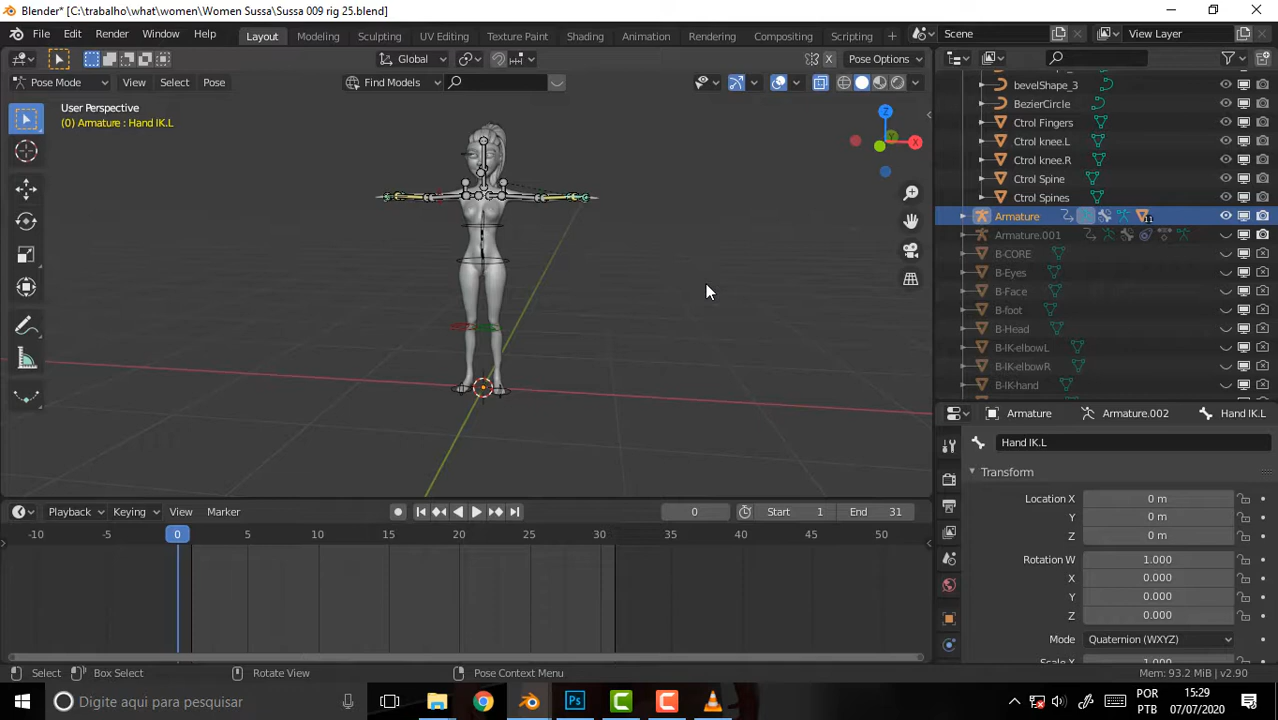 Blender* [C:\trabalho\what\women\Women Sussa\Sussa 009 rig 25.blend]
File Edit Render Window Help Layout Modeling Sculpting UV Editing Texture Paint Shading Animation Rendering Compositing Scripting Scene View Layer
Global Pose Options
Pose Mode View Select Pose Find Models
User Perspective
(0) Armature : Hand IK.L
Z
Y
X
bevelShape_3
BezierCircle
Ctrol Fingers
Ctrol knee.L
Ctrol knee.R
Ctrol Spine
Ctrol Spines
Armature 11
Armature.001
B-CORE
B-Eyes
B-Face
B-foot
B-Head
B-IK-elbowL
B-IK-elbowR
B-IK-hand
Armature Armature.002 Hand IK.L
Hand IK.L
Transform
Location X 0 m
Y 0 m
Z 0 m
Rotation W 1.000
X 0.000
Y 0.000
Z 0.000
Mode Quaternion (WXYZ)
Scale X 1.000
Playback Keying View Marker 0 Start 1 End 31
-10 -5 0 5 10 15 20 25 30 35 40 45 50
Select Box Select Rotate View Pose Context Menu Mem: 93.2 MiB | v2.90
Digite aqui para pesquisar
POR
PTB
15:29
07/07/2020